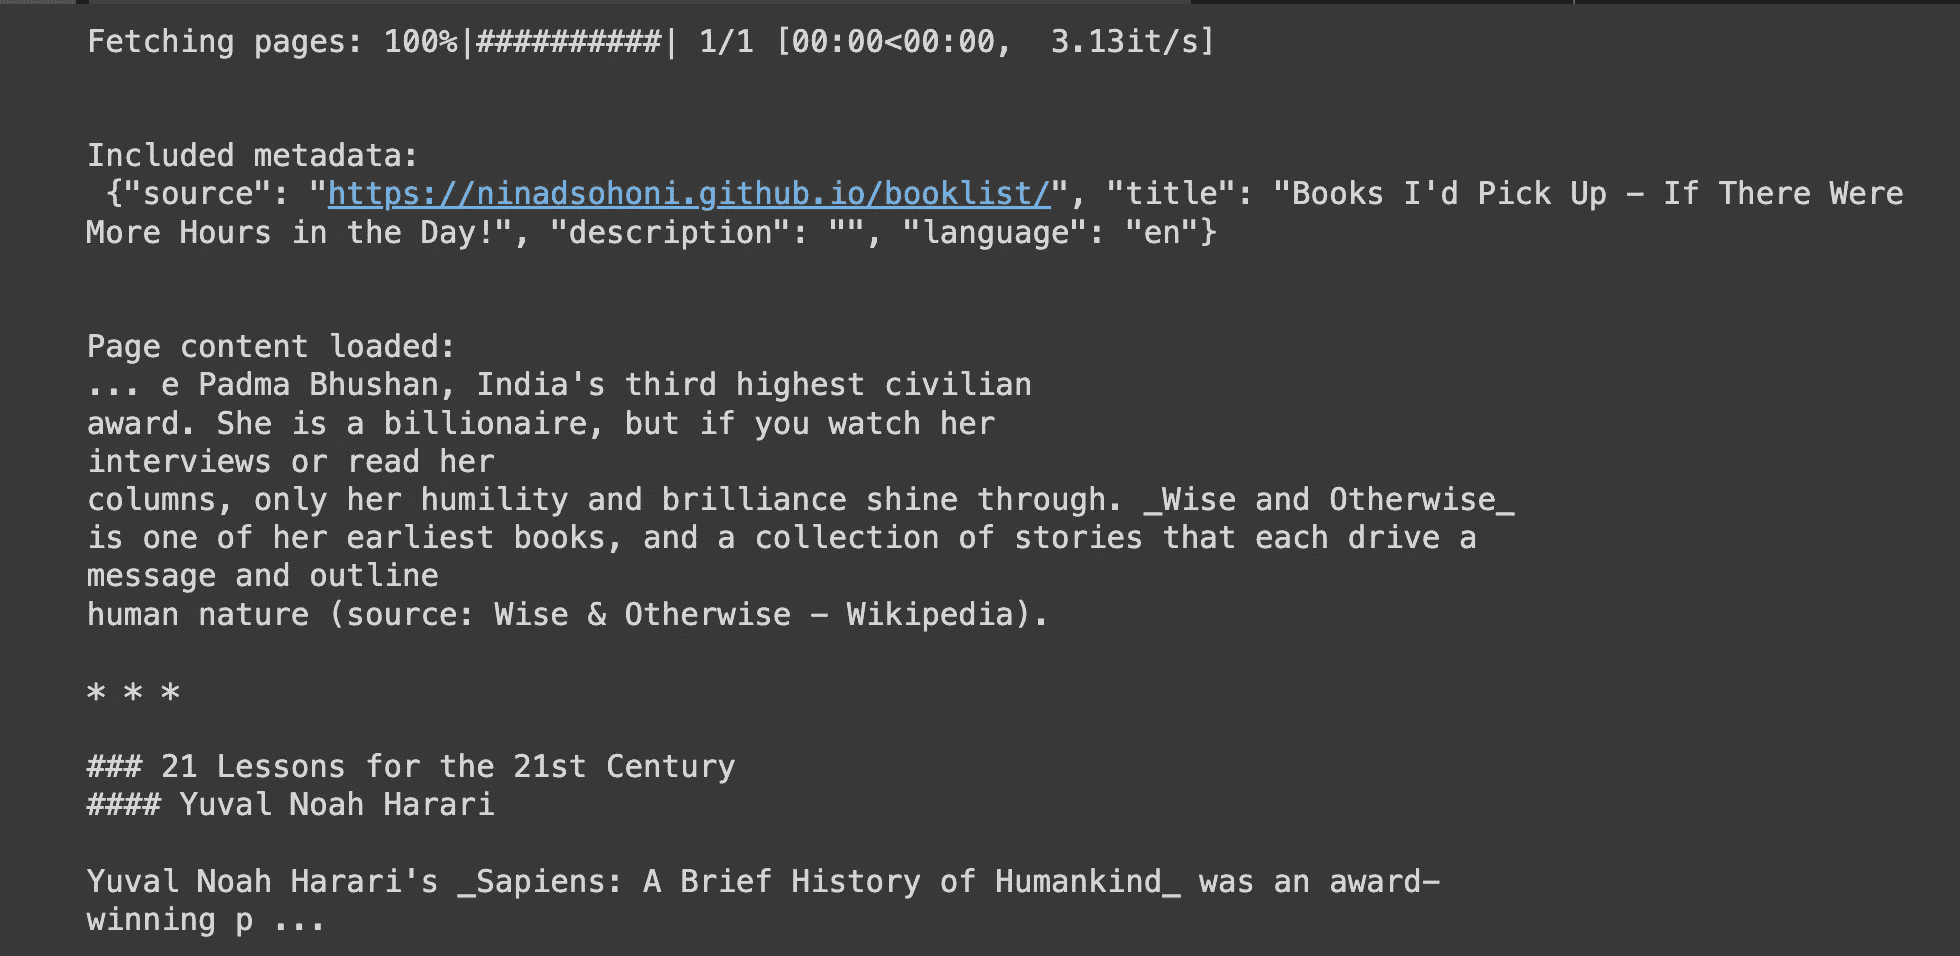 Fetching pages: 100%|##########| 1/1 [00:00<00:00,  3.13it/s]
Included metadata:
{"source": "https://ninadsohoni.github.io/booklist/", "title": "Books I'd Pick Up – If There Were
More Hours in the Day!", "description": "", "language": "en"}
Page content loaded:
... e Padma Bhushan, India's third highest civilian
award. She is a billionaire, but if you watch her
interviews or read her
columns, only her humility and brilliance shine through. _Wise and Otherwise_
is one of her earliest books, and a collection of stories that each drive a
message and outline
human nature (source: Wise & Otherwise – Wikipedia).
* * *
### 21 Lessons for the 21st Century
#### Yuval Noah Harari
Yuval Noah Harari's _Sapiens: A Brief History of Humankind_ was an award-
winning p ...